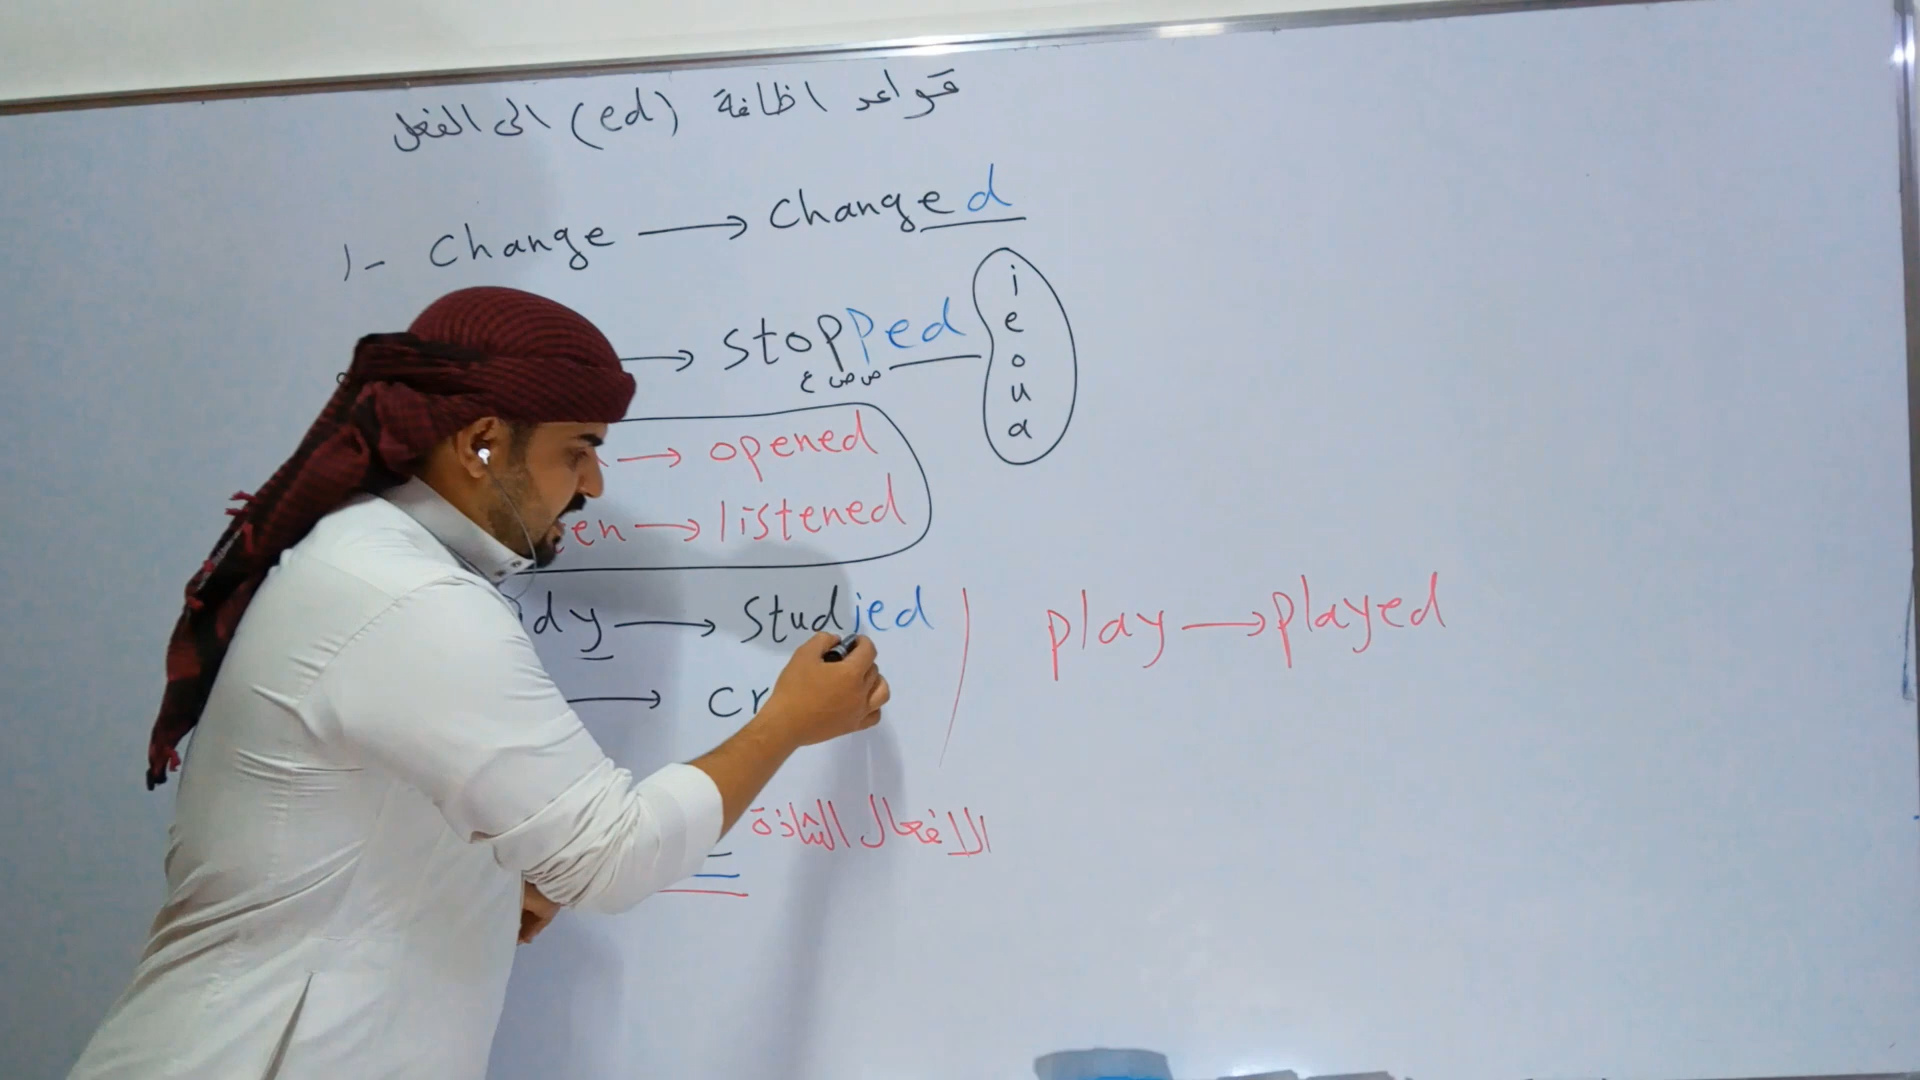 قواعد اظافة (ed) الى الفعل
1- Change → Changed
→ stopped
ع ص ص
i
e
o
u
a
→ opened
en → listened
dy → Studied
play → played
→ cr
الافعال الشاذة